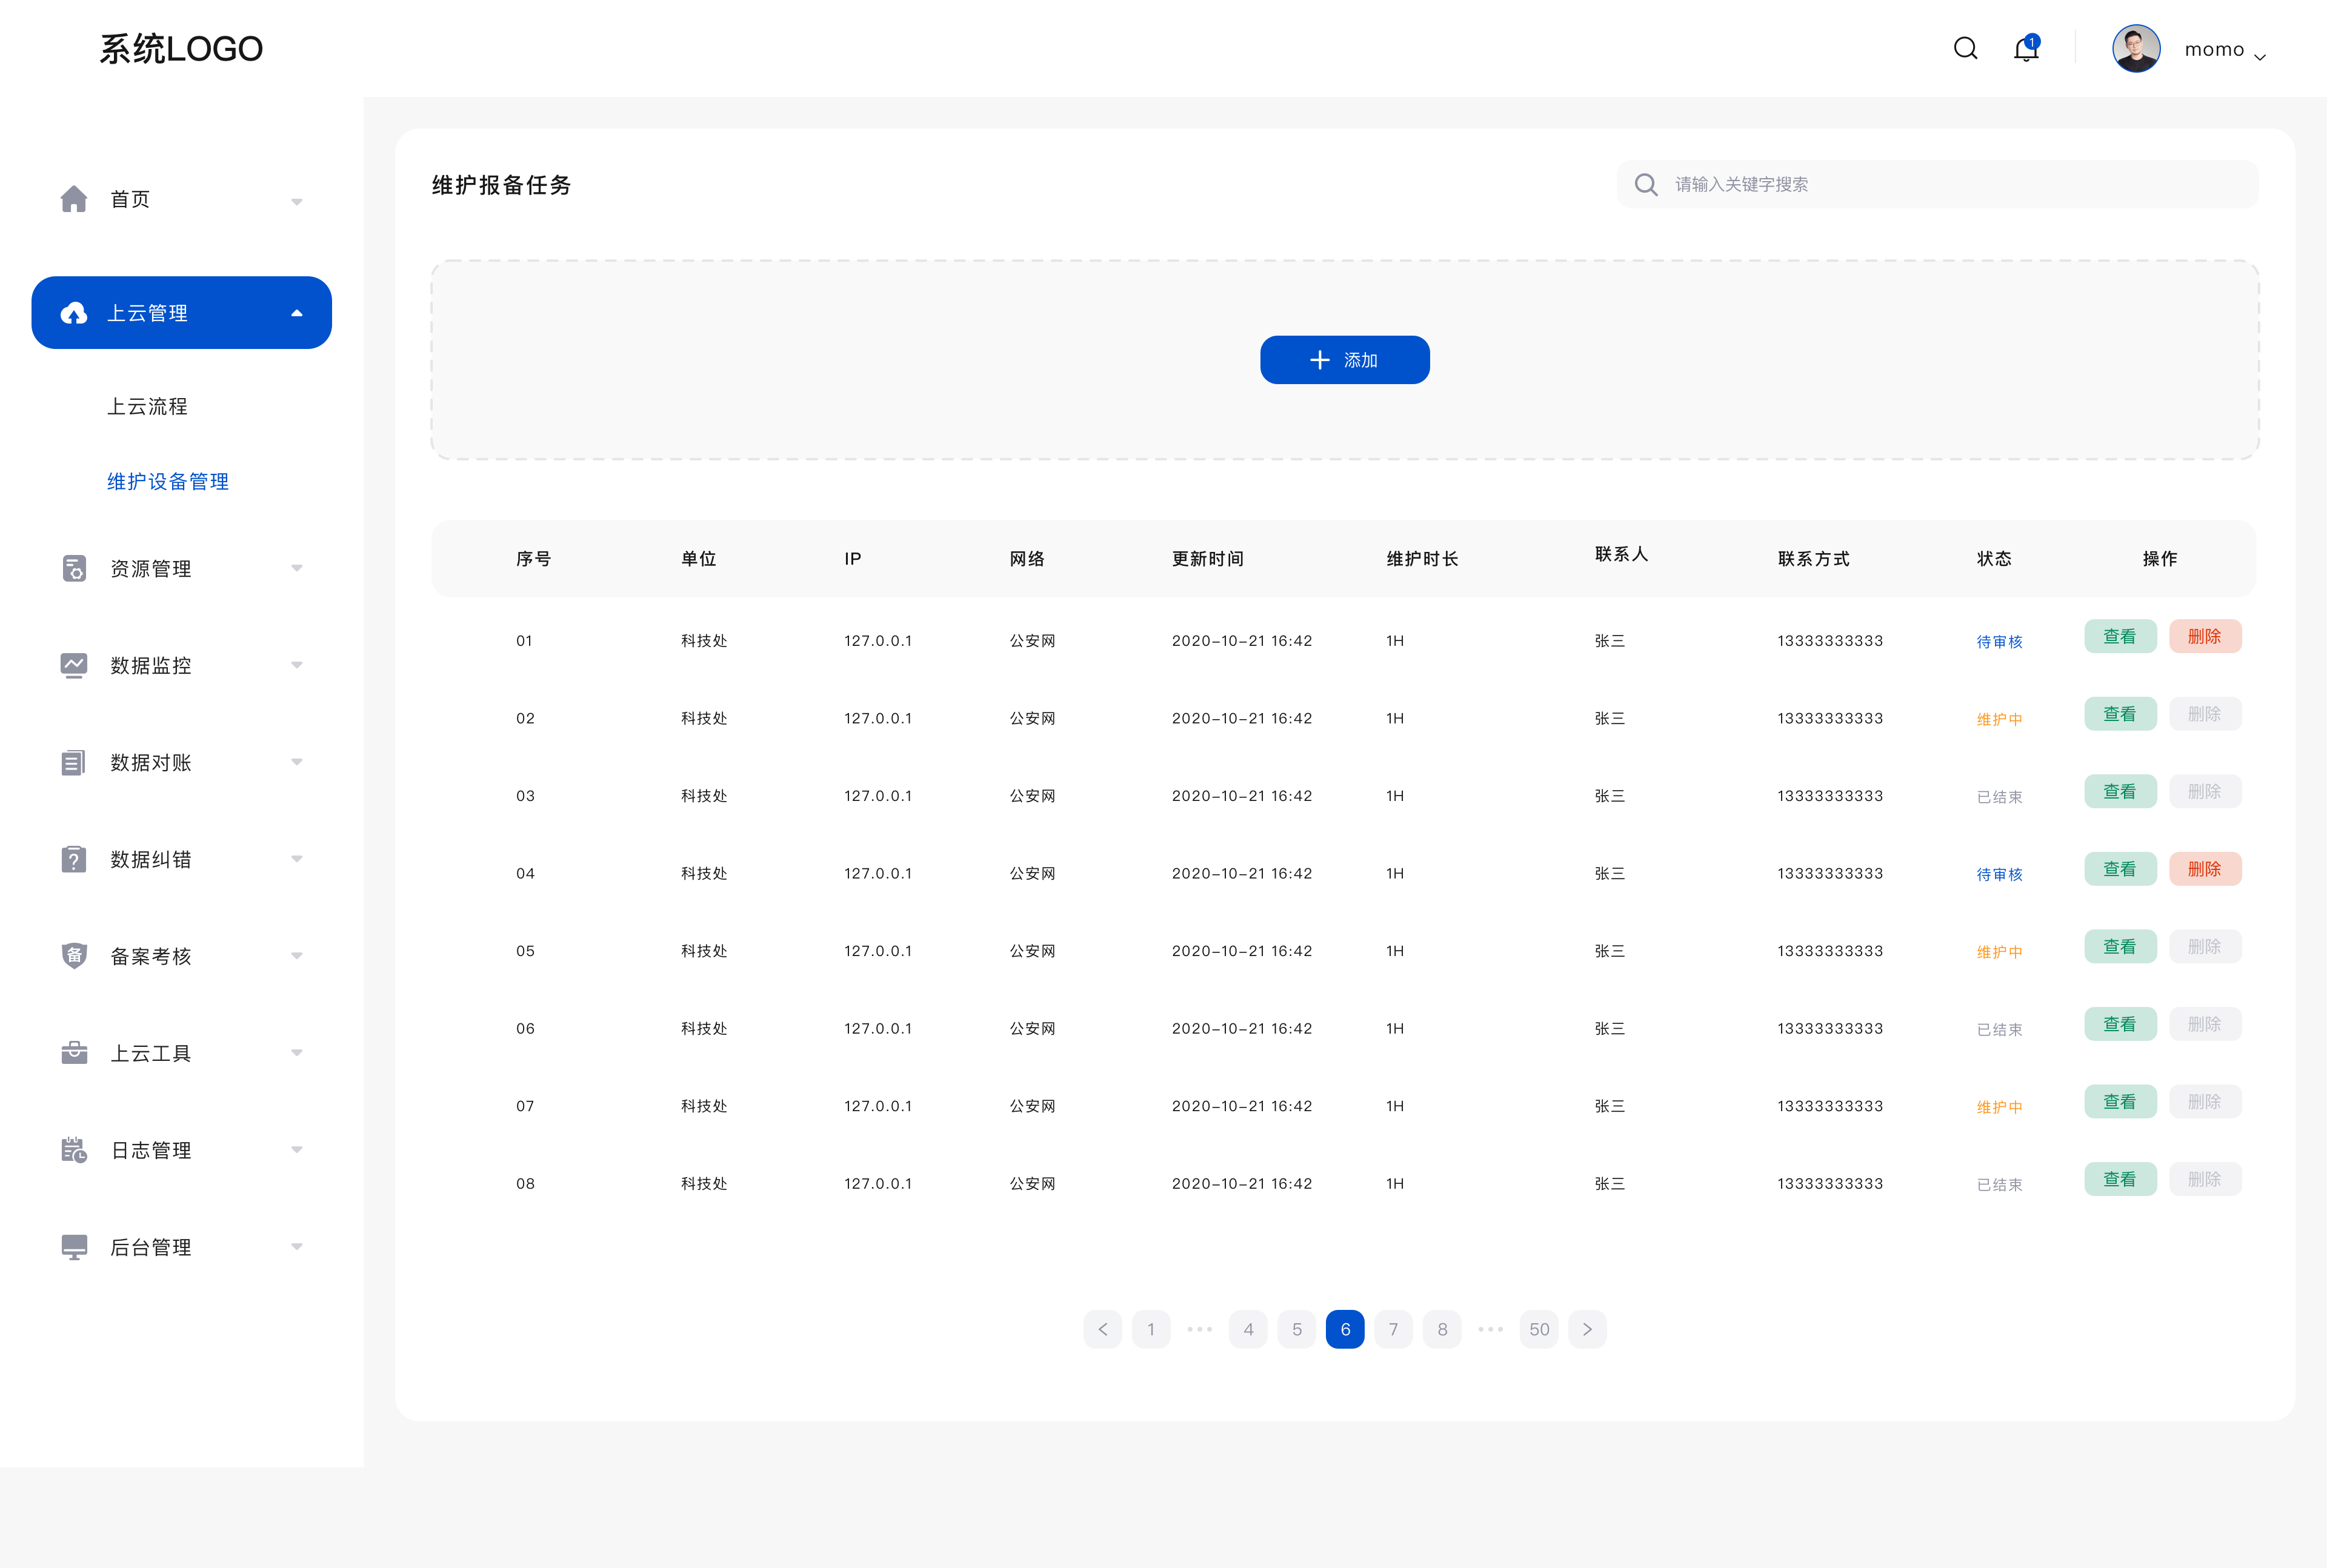 系统LOGO
1
momo
首页
上云管理
上云流程
维护设备管理
资源管理
数据监控
数据对账
数据纠错
备 备案考核
上云工具
日志管理
后台管理
维护报备任务
请输入关键字搜索
添加
序号 单位 IP 网络 更新时间 维护时长 联系人 联系方式 状态 操作
01 科技处 127.0.0.1 公安网 2020-10-21 16:42 1H 张三 13333333333 待审核 查看 删除
02 科技处 127.0.0.1 公安网 2020-10-21 16:42 1H 张三 13333333333 维护中 查看 删除
03 科技处 127.0.0.1 公安网 2020-10-21 16:42 1H 张三 13333333333 已结束 查看 删除
04 科技处 127.0.0.1 公安网 2020-10-21 16:42 1H 张三 13333333333 待审核 查看 删除
05 科技处 127.0.0.1 公安网 2020-10-21 16:42 1H 张三 13333333333 维护中 查看 删除
06 科技处 127.0.0.1 公安网 2020-10-21 16:42 1H 张三 13333333333 已结束 查看 删除
07 科技处 127.0.0.1 公安网 2020-10-21 16:42 1H 张三 13333333333 维护中 查看 删除
08 科技处 127.0.0.1 公安网 2020-10-21 16:42 1H 张三 13333333333 已结束 查看 删除
< 1 ••• 4 5 6 7 8 ••• 50 >